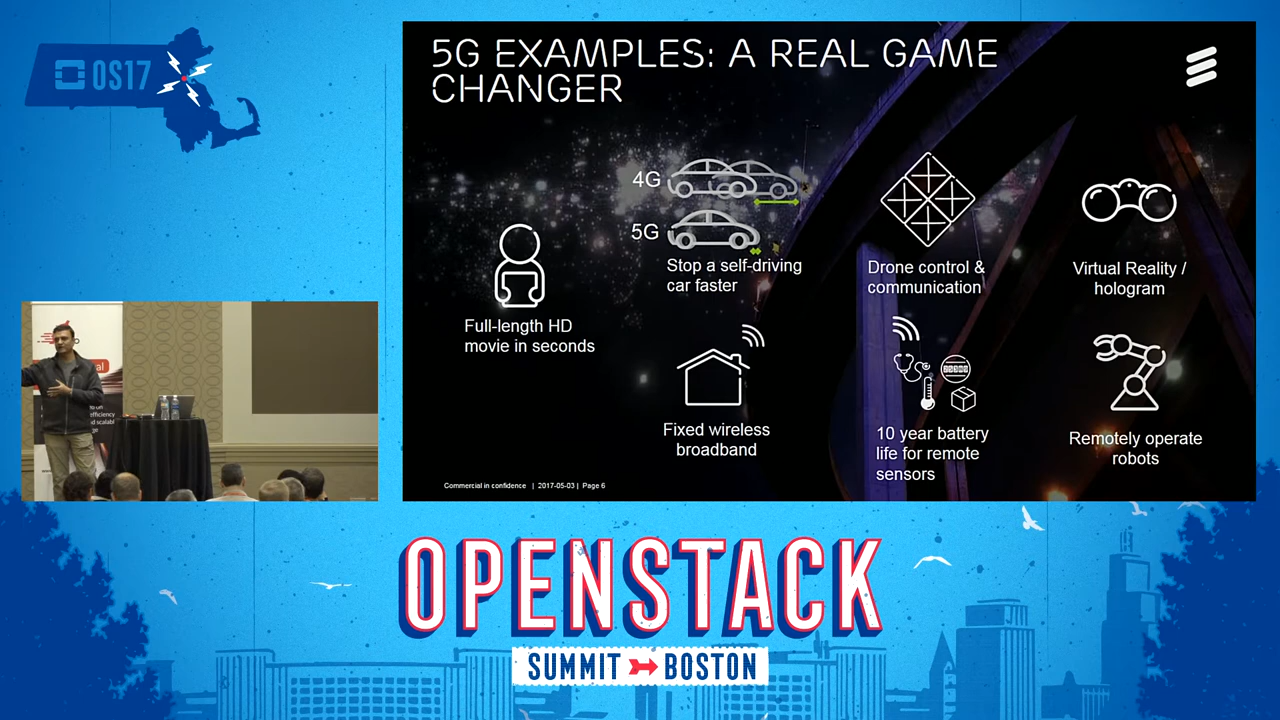 OS17
5G EXAMPLES: A REAL GAME
CHANGER
4G
5G
Stop a self-driving
car faster
Full-length HD
movie in seconds
Fixed wireless
broadband
Drone control &
communication
10 year battery
life for remote
sensors
Virtual Reality /
hologram
Remotely operate
robots
Commercial in confidence | 2017-05-03 | Page 6
efficiency
OPENSTACK
SUMMIT BOSTON